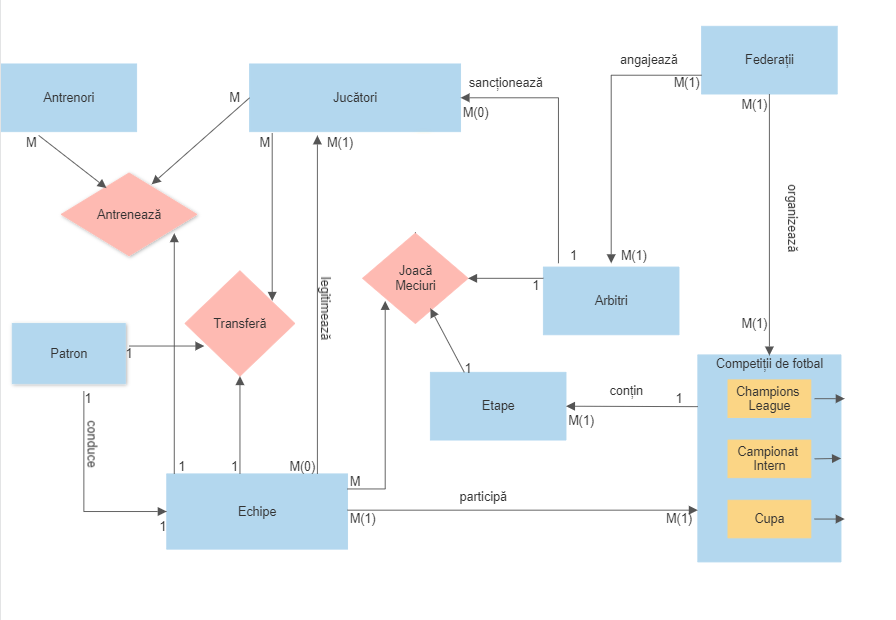 Federații
angajează
M(1)
M(1)
sancționează
Antrenori
M
Jucători
M
M(0)
M
M
M(1)
organizează
Antrenează
legitimează
Joacă
Meciuri
1
M(1)
1
Arbitri
Transferă
M(1)
Patron
1
1
conduce
1
Etape
conțin
1
M(1)
Competiții de fotbal
Champions
League
Campionat
Intern
Cupa
1
1
M(0)
M
Echipe
1
participă
M(1)
M(1)